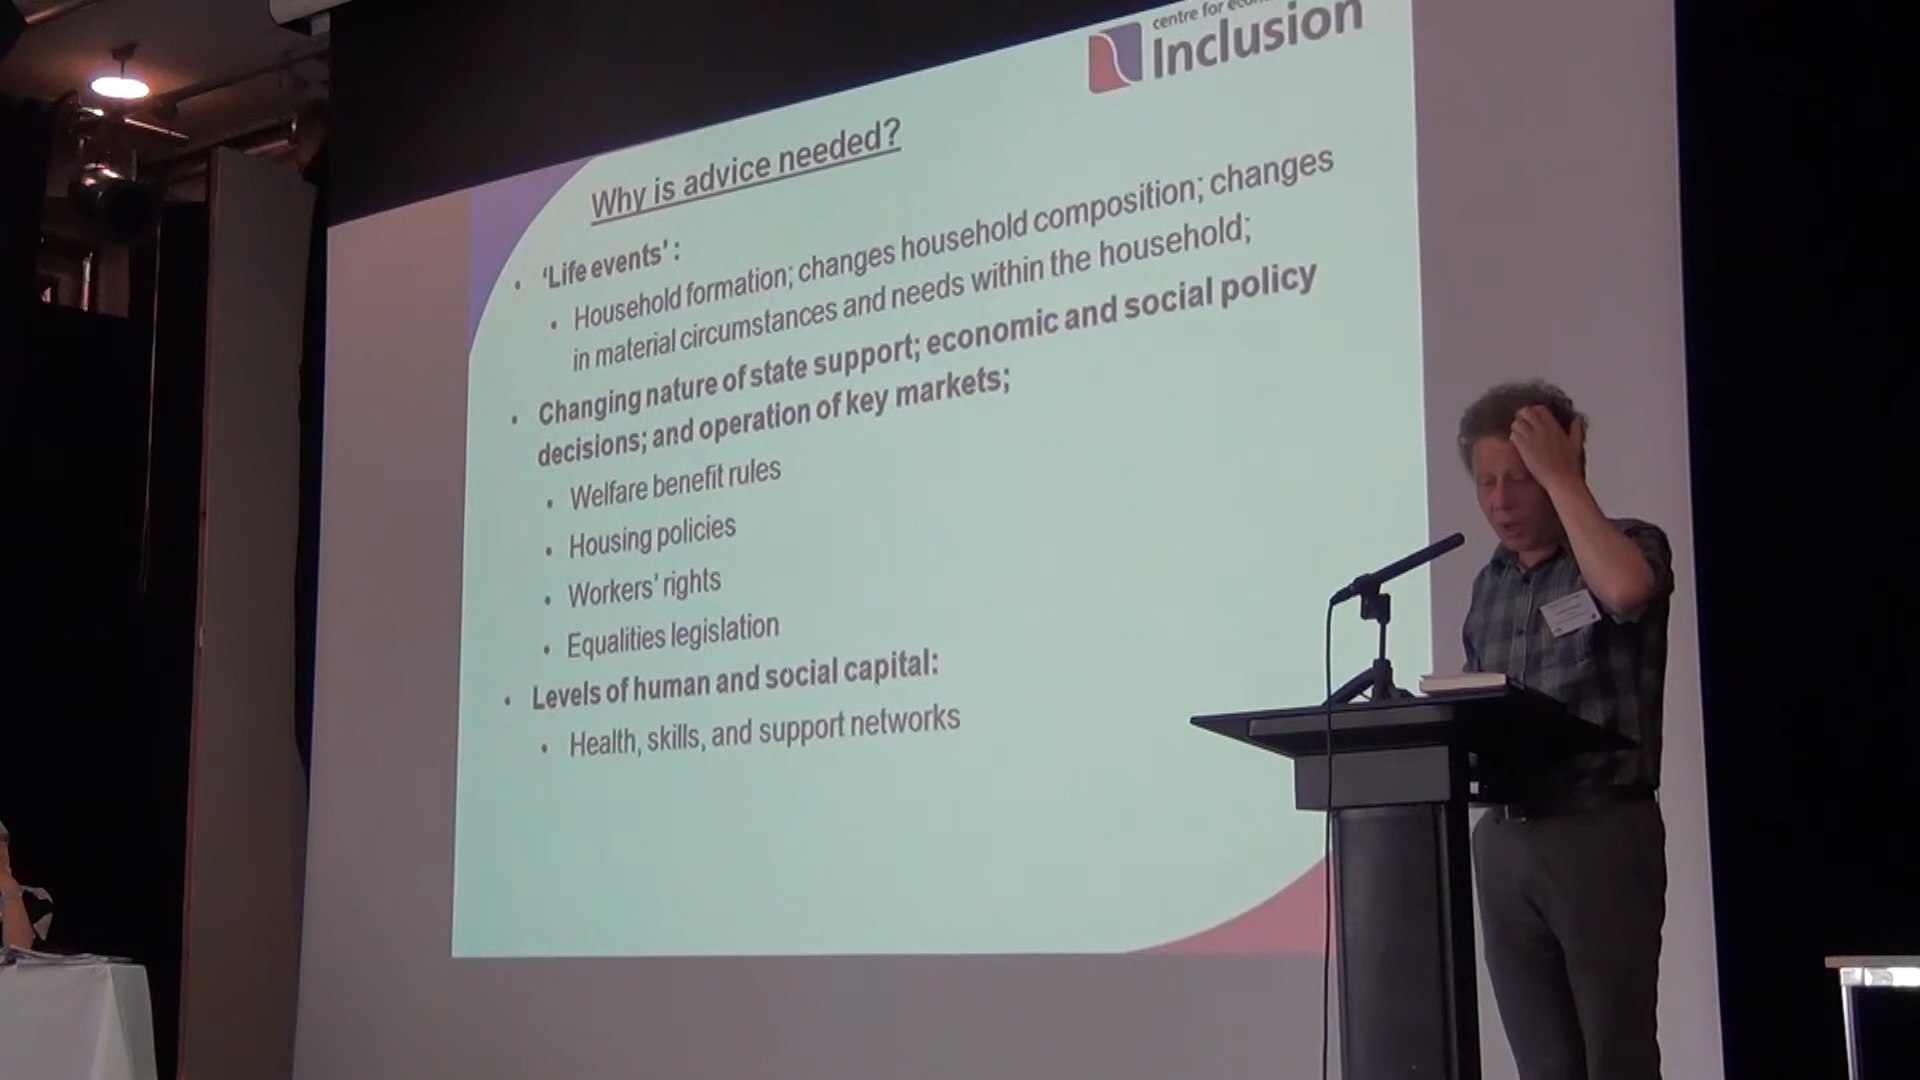 centre for
Inclusion
Why is advice needed?
• 'Life events' :
• Household formation; changes household composition; changes
in material circumstances and needs within the household;
• Changing nature of state support; economic and social policy
decisions; and operation of key markets;
• Welfare benefit rules
• Housing policies
• Workers' rights
• Equalities legislation
• Levels of human and social capital:
• Health, skills, and support networks